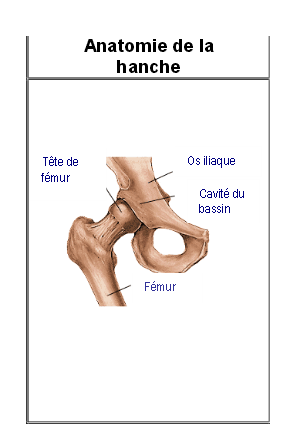 Anatomie de la
hanche
Tête de
fémur
Os iliaque
Cavité du
bassin
Fémur